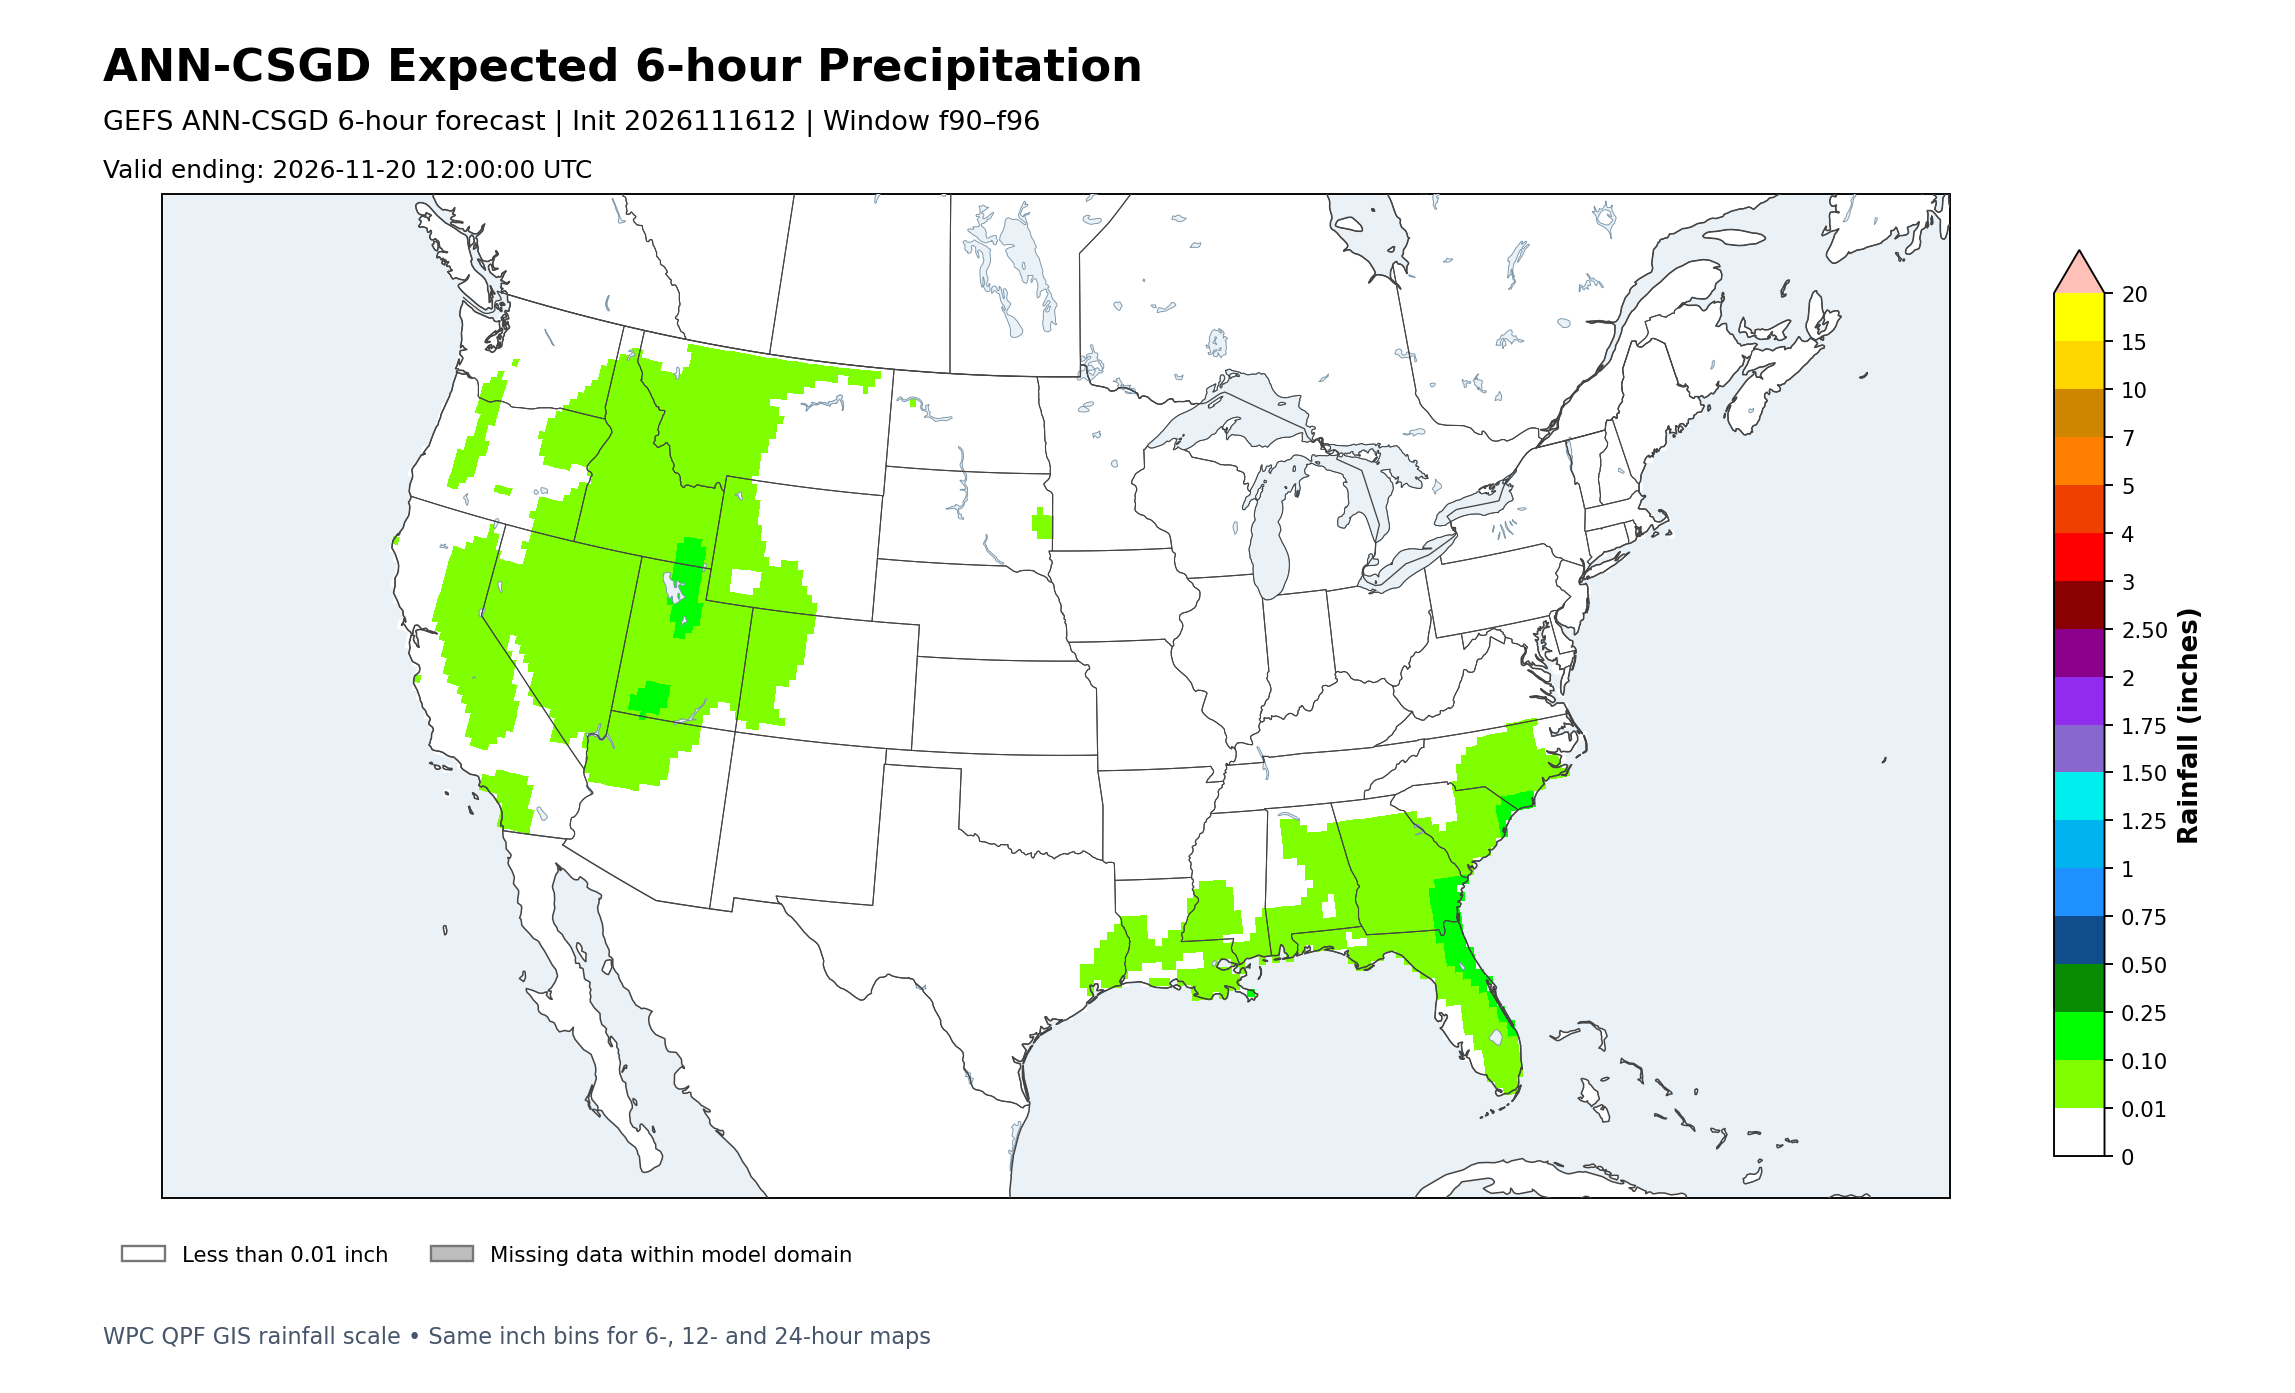 ANN-CSGD Expected 6-hour Precipitation
GEFS ANN-CSGD 6-hour forecast | Init 2026111612 | Window f90–f96
Valid ending: 2026-11-20 12:00:00 UTC
20
15
10
7
5
4
3
2.50
2
1.75
1.50
1.25
1
0.75
0.50
0.25
0.10
0.01
0
Rainfall (inches)
Less than 0.01 inch
Missing data within model domain
WPC QPF GIS rainfall scale • Same inch bins for 6-, 12- and 24-hour maps